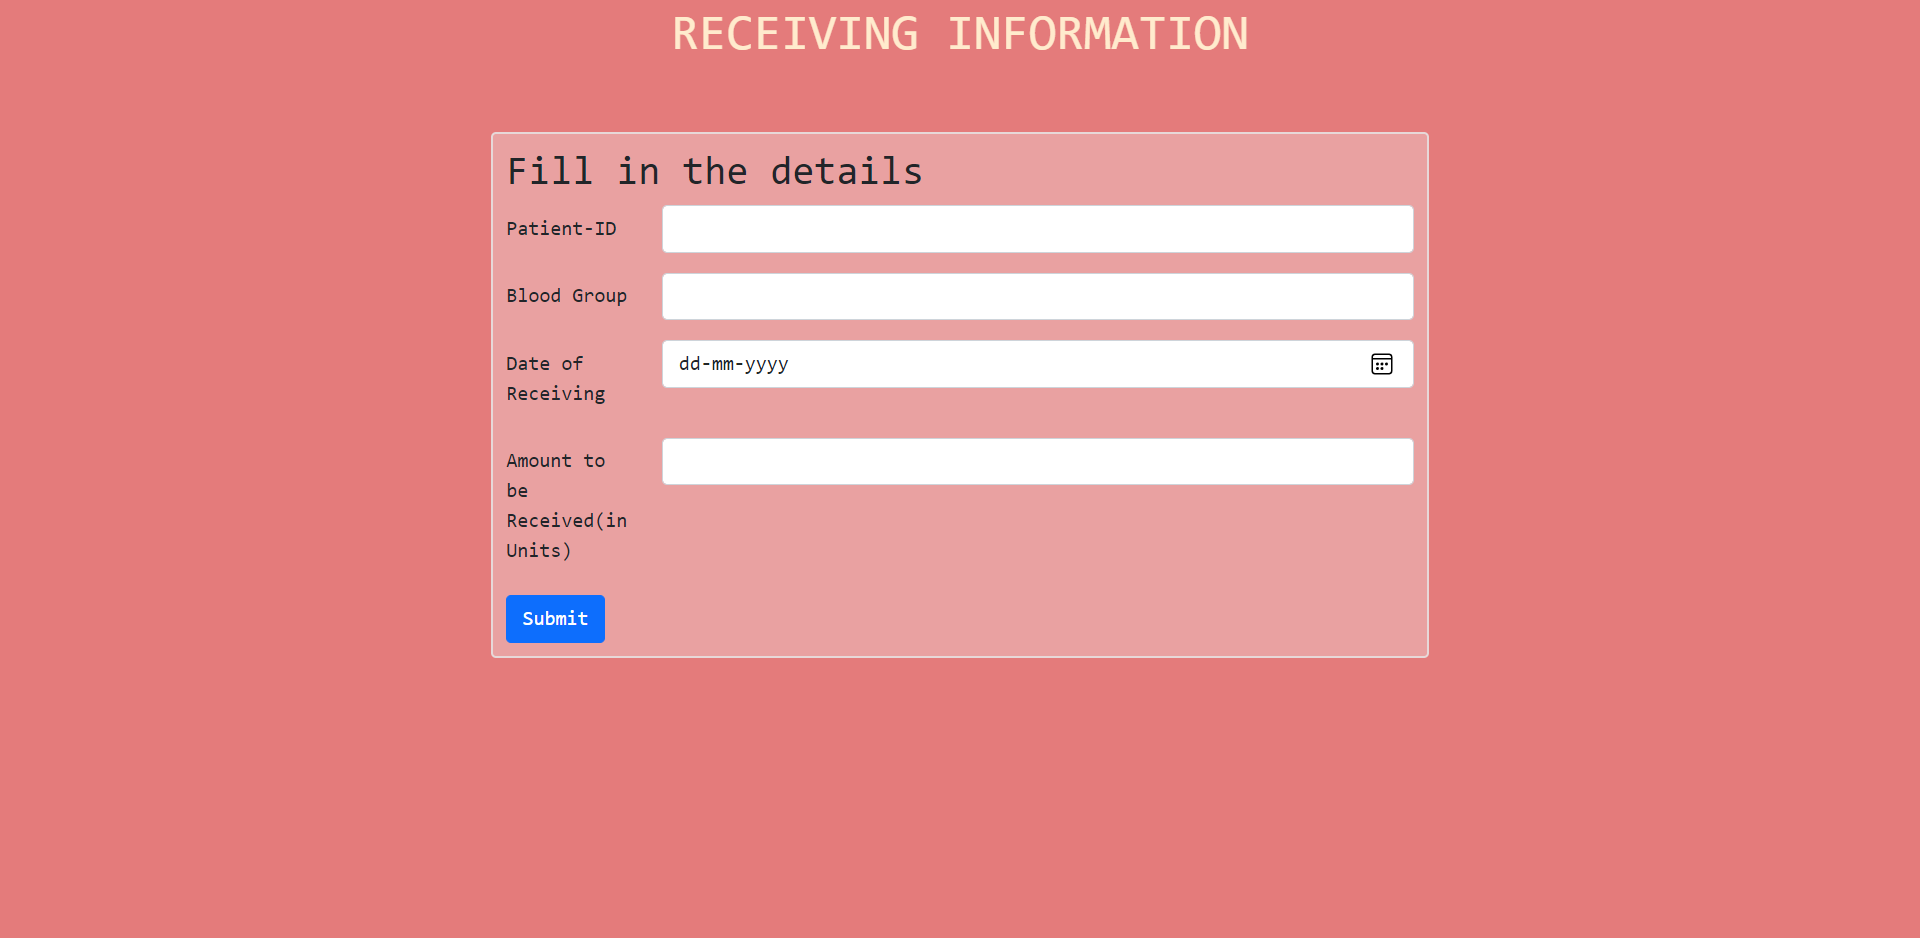 RECEIVING INFORMATION
Fill in the details
Patient-ID
Blood Group
Date of
Receiving
dd-mm-yyyy
Amount to
be
Received(in
Units)
Submit